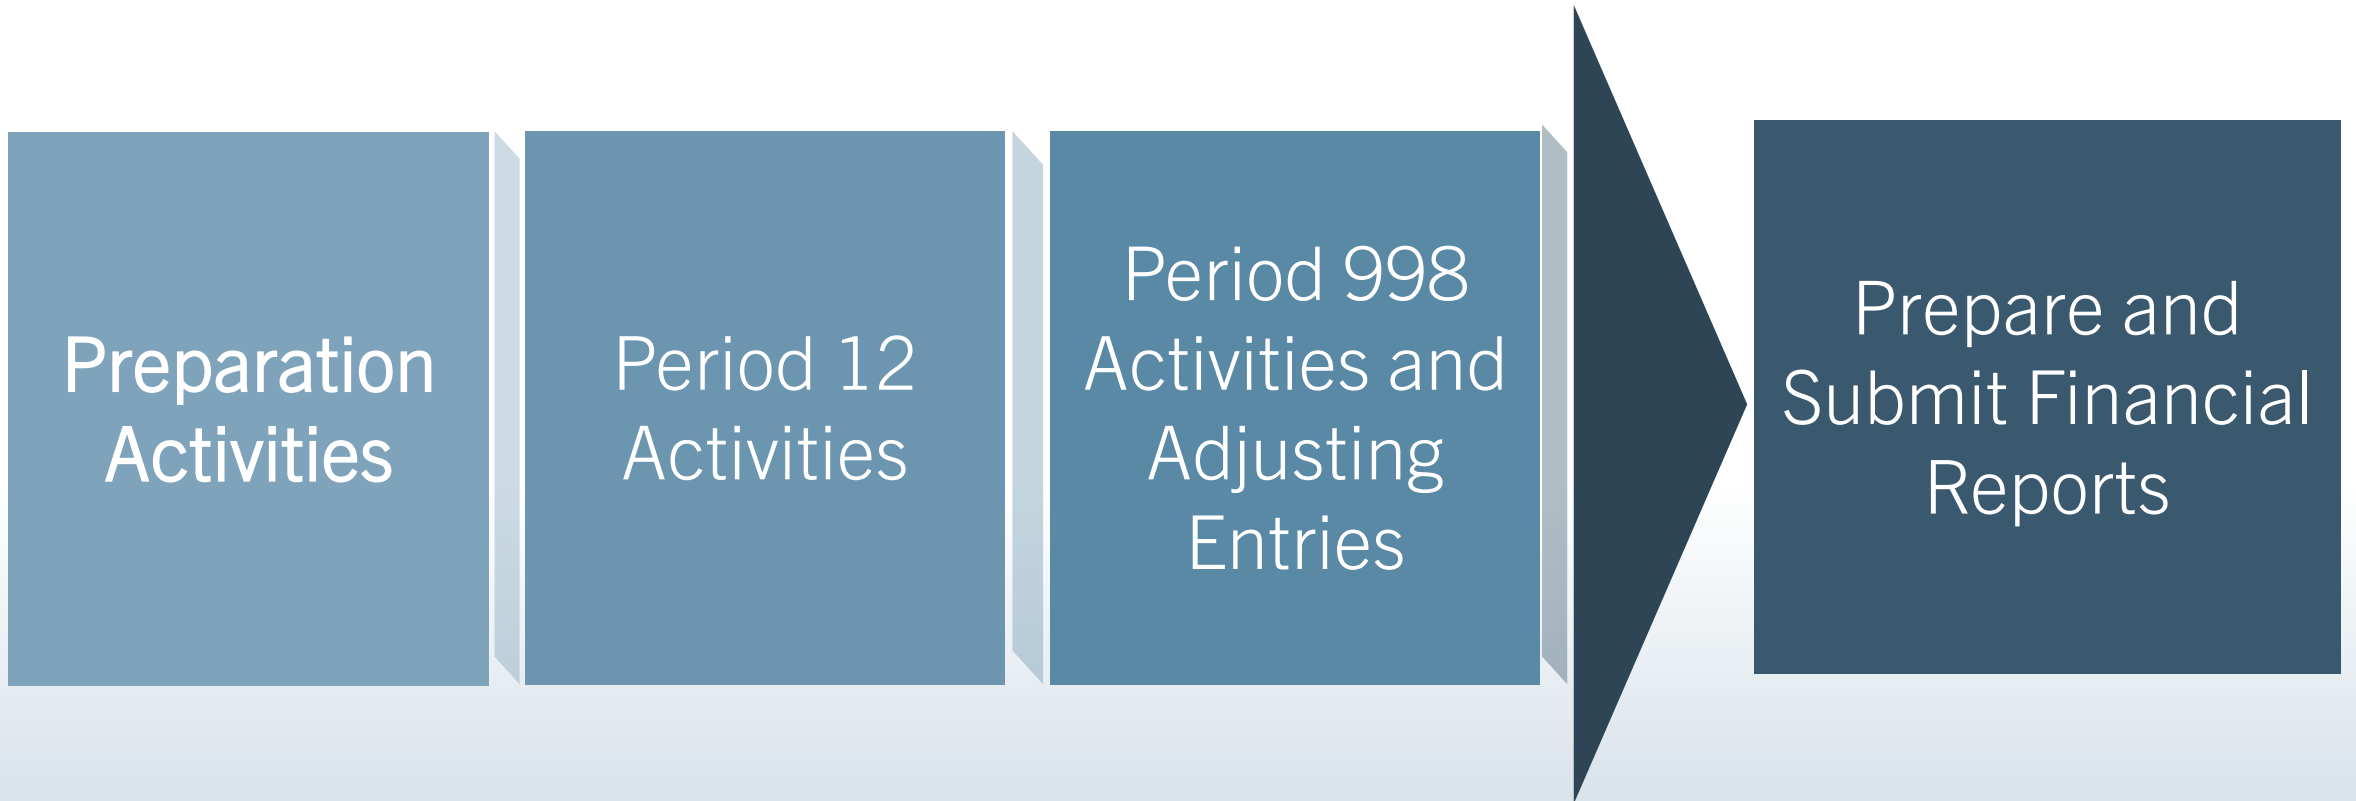 Preparation
Activities
Period 12
Activities
Period 998
Activities and
Adjusting
Entries
Prepare and
Submit Financial
Reports